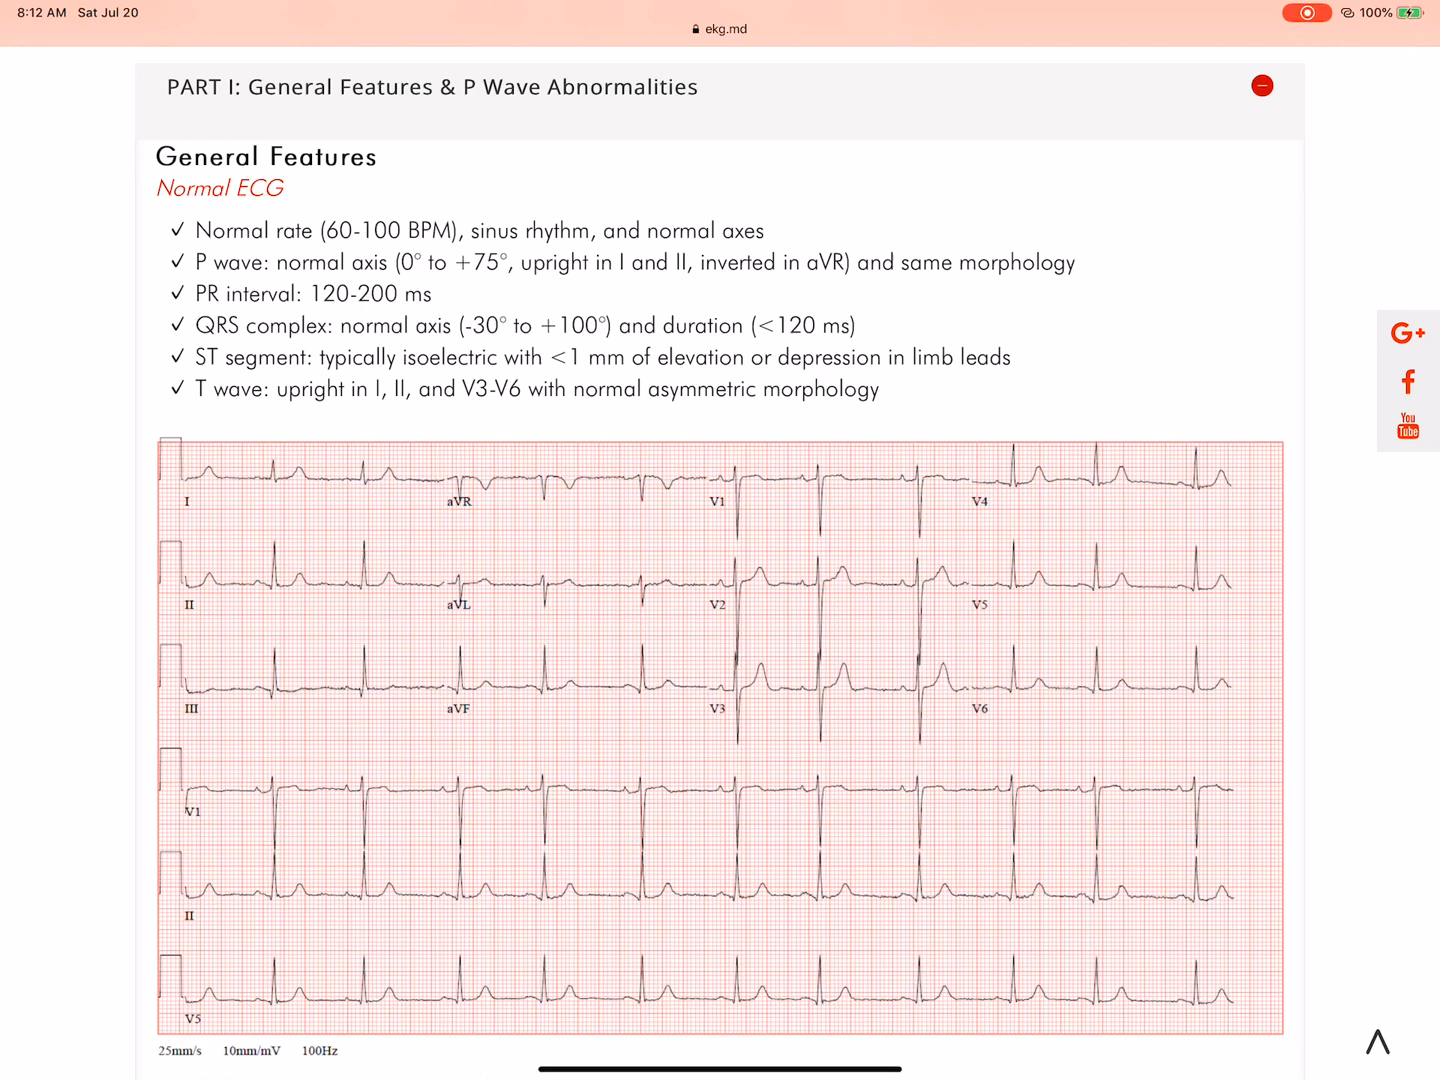 8:12 AM Sat Jul 20
100%
ekg.md
PART I: General Features & P Wave Abnormalities
General Features
Normal ECG
✓ Normal rate (60-100 BPM), sinus rhythm, and normal axes
✓ P wave: normal axis (0° to +75°, upright in I and II, inverted in aVR) and same morphology
✓ PR interval: 120-200 ms
✓ QRS complex: normal axis (-30° to +100°) and duration (<120 ms)
✓ ST segment: typically isoelectric with <1 mm of elevation or depression in limb leads
✓ T wave: upright in I, II, and V3-V6 with normal asymmetric morphology
G+
f
You
Tube
I aVR V1 V4
II aVL V2 V5
III aVF V3 V6
V1
II
V5
25mm/s 10mm/mV 100Hz